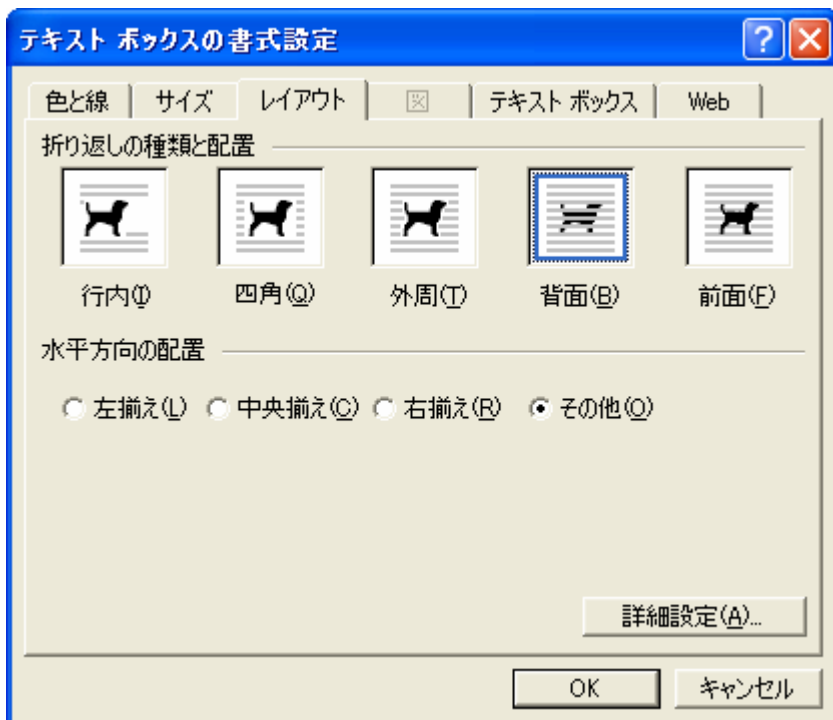 テキスト ボックスの書式設定
色と線 サイズ レイアウト 図 テキスト ボックス Web
折り返しの種類と配置
行内(I) 四角(Q) 外周(T) 背面(B) 前面(F)
水平方向の配置
左揃え(L) 中央揃え(C) 右揃え(R) その他(O)
詳細設定(A)...
OK キャンセル